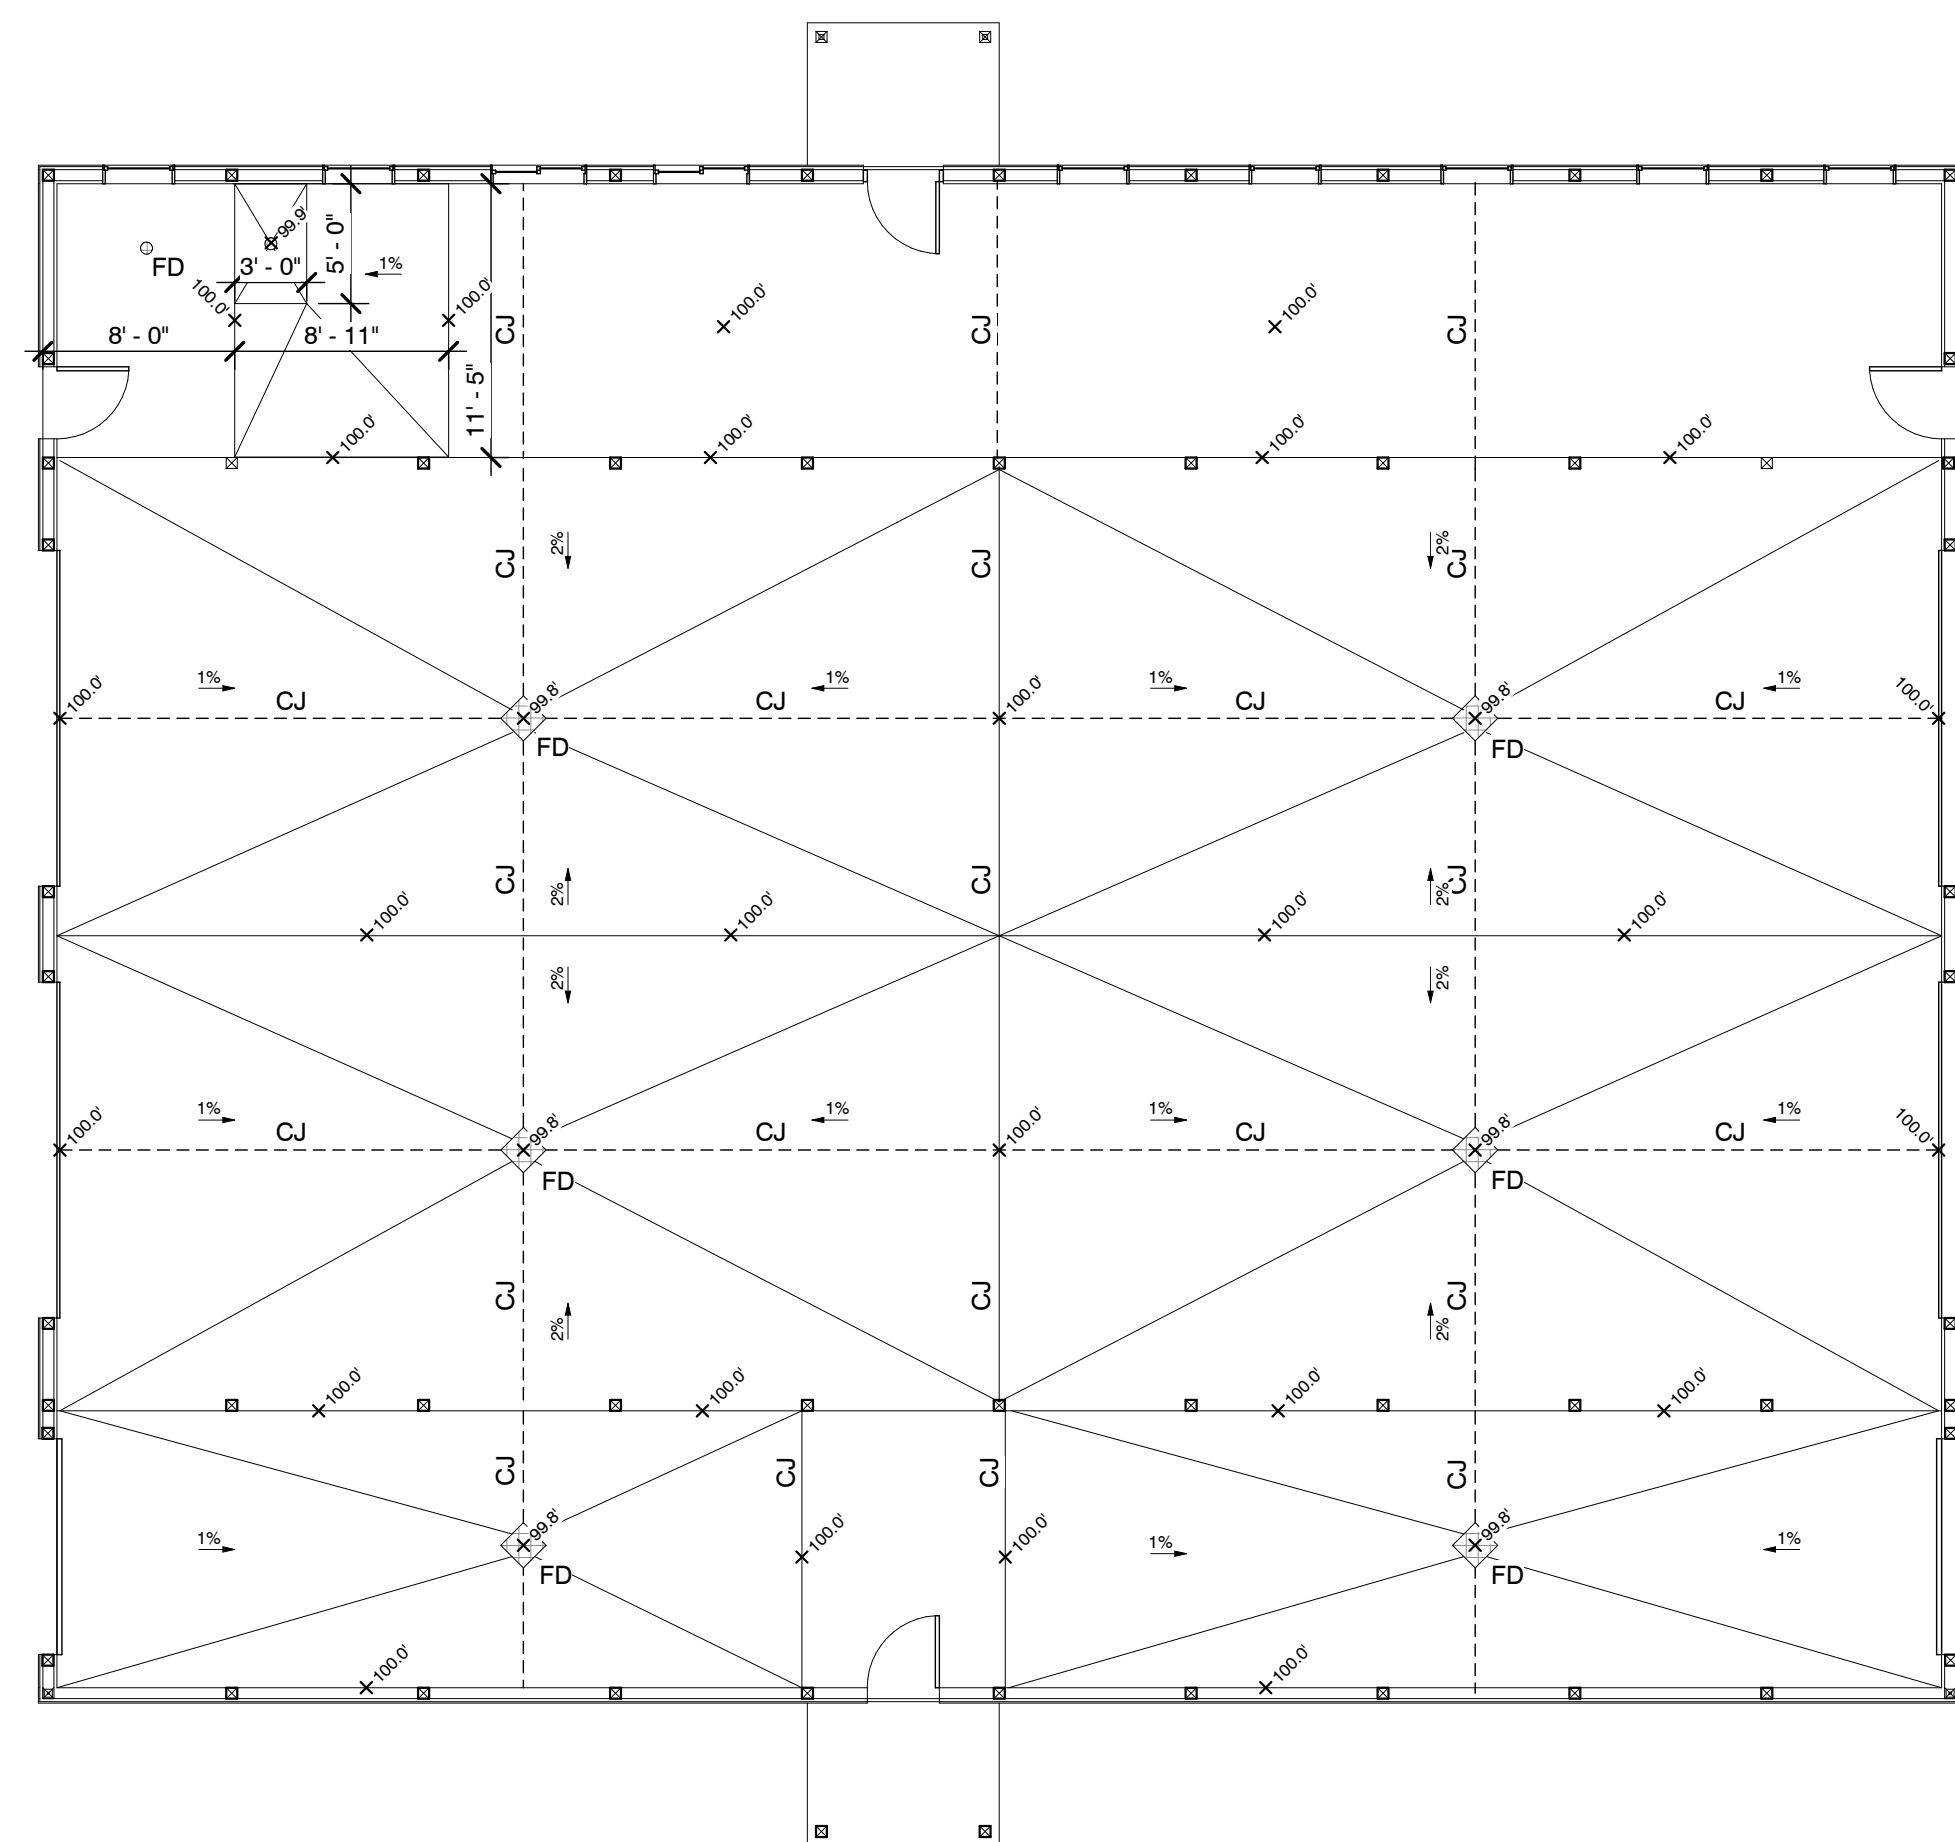 99.9'
FD
3' - 0"
5' - 0"
1%
100.0'
100.0'
8' - 0"
8' - 11"
11' - 5"
CJ
100.0'
CJ
100.0'
CJ
100.0'
100.0'
100.0'
100.0'
CJ
2%
CJ
2%
CJ
100.0'
1%
CJ
99.8'
FD
CJ
1%
100.0'
1%
CJ
99.8'
FD
CJ
1%
100.0'
CJ
2%
CJ
2%
CJ
100.0'
100.0'
100.0'
100.0'
2%
2%
100.0'
1%
CJ
99.8'
FD
CJ
1%
100.0'
1%
CJ
99.8'
FD
CJ
1%
100.0'
CJ
2%
CJ
2%
CJ
100.0'
100.0'
100.0'
100.0'
CJ
CJ
CJ
CJ
1%
99.8'
FD
100.0'
100.0'
1%
99.8'
FD
1%
100.0'
100.0'